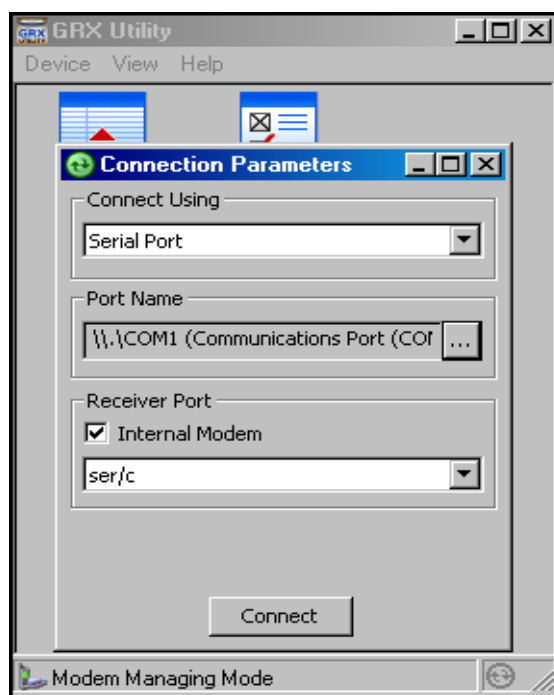 GRX Utility
Device View Help
Connection Parameters
Connect Using
Serial Port
Port Name
\\.\COM1 (Communications Port (COM
...
Receiver Port
Internal Modem
ser/c
Connect
Modem Managing Mode